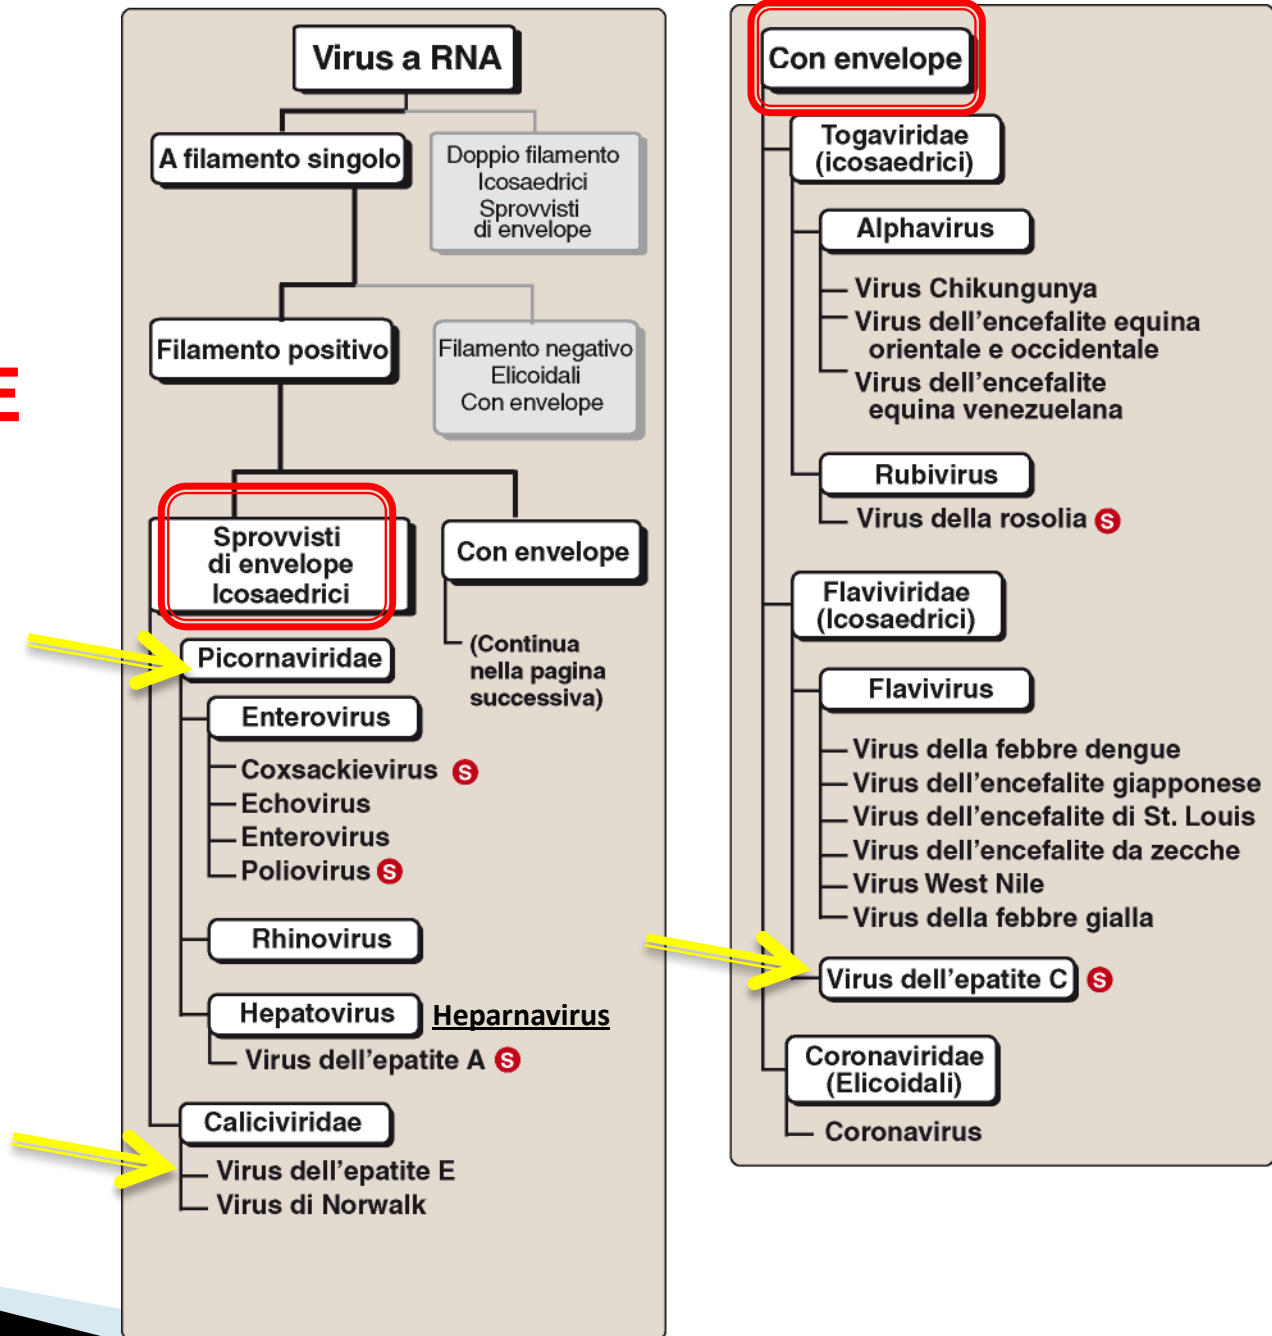 E
Virus a RNA
A filamento singolo
Doppio filamento
Icosaedrici
Sprovvisti
di envelope
Filamento positivo
Filamento negativo
Elicoidali
Con envelope
Sprovvisti
di envelope
Icosaedrici
Con envelope
(Continua
nella pagina
successiva)
Picornaviridae
Enterovirus
Coxsackievirus S
Echovirus
Enterovirus
Poliovirus S
Rhinovirus
Hepatovirus Heparnavirus
Virus dell'epatite A S
Caliciviridae
Virus dell'epatite E
Virus di Norwalk
Con envelope
Togaviridae
(icosaedrici)
Alphavirus
Virus Chikungunya
Virus dell'encefalite equina
orientale e occidentale
Virus dell'encefalite
equina venezuelana
Rubivirus
Virus della rosolia S
Flaviviridae
(Icosaedrici)
Flavivirus
Virus della febbre dengue
Virus dell'encefalite giapponese
Virus dell'encefalite di St. Louis
Virus dell'encefalite da zecche
Virus West Nile
Virus della febbre gialla
Virus dell'epatite C S
Coronaviridae
(Elicoidali)
Coronavirus